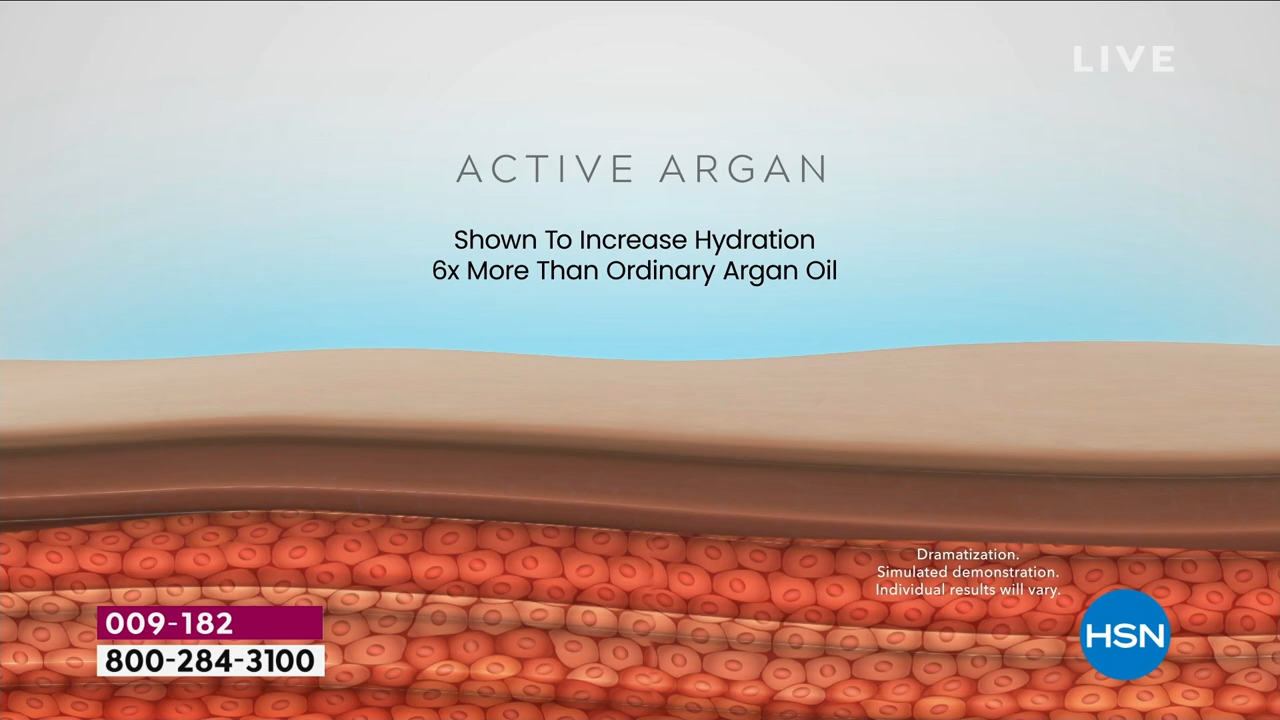 LIVE
ACTIVE ARGAN
Shown To Increase Hydration
6x More Than Ordinary Argan Oil
Dramatization.
Simulated demonstration.
Individual results will vary.
009-182
800-284-3100
HSN